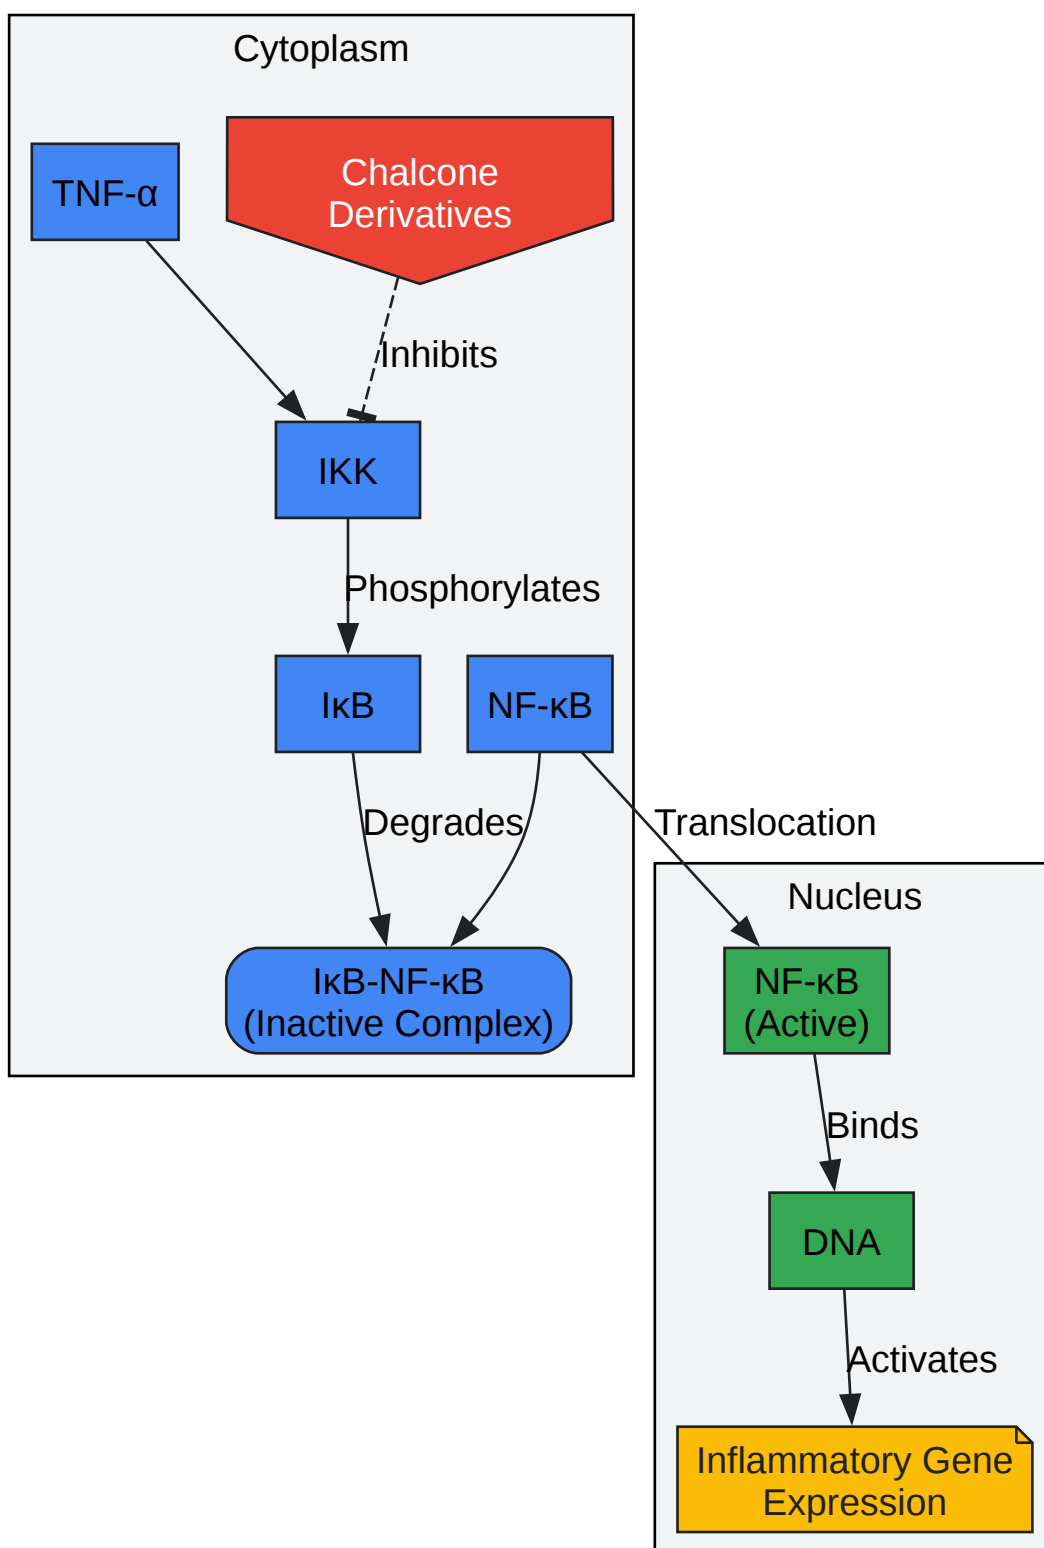 Cytoplasm
TNF-α
Chalcone
Derivatives
Inhibits
IKK
Phosphorylates
IκB
NF-κB
Degrades
Translocation
Nucleus
IκB-NF-κB
(Inactive Complex)
NF-κB
(Active)
Binds
DNA
Activates
Inflammatory Gene
Expression